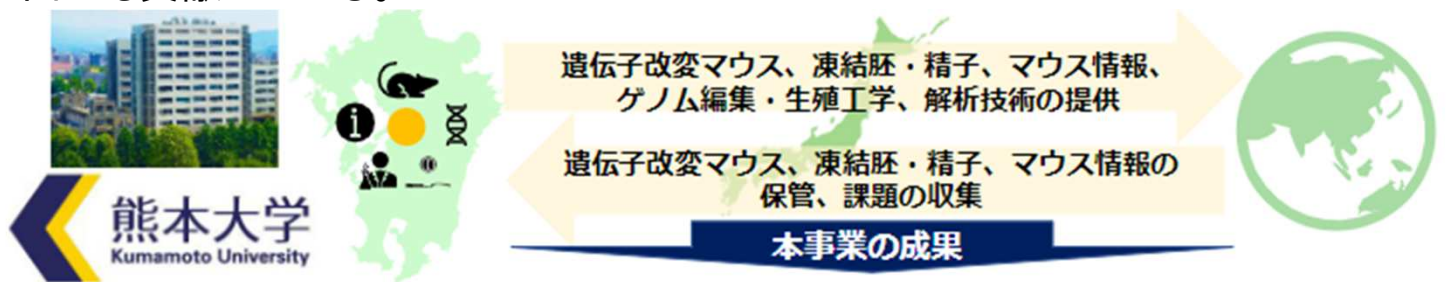 遺伝子改変マウス、凍結胚・精子、マウス情報、
ゲノム編集・生殖工学、解析技術の提供
遺伝子改変マウス、凍結胚・精子、マウス情報の
保管、課題の収集
熊本大学
Kumamoto University
本事業の成果